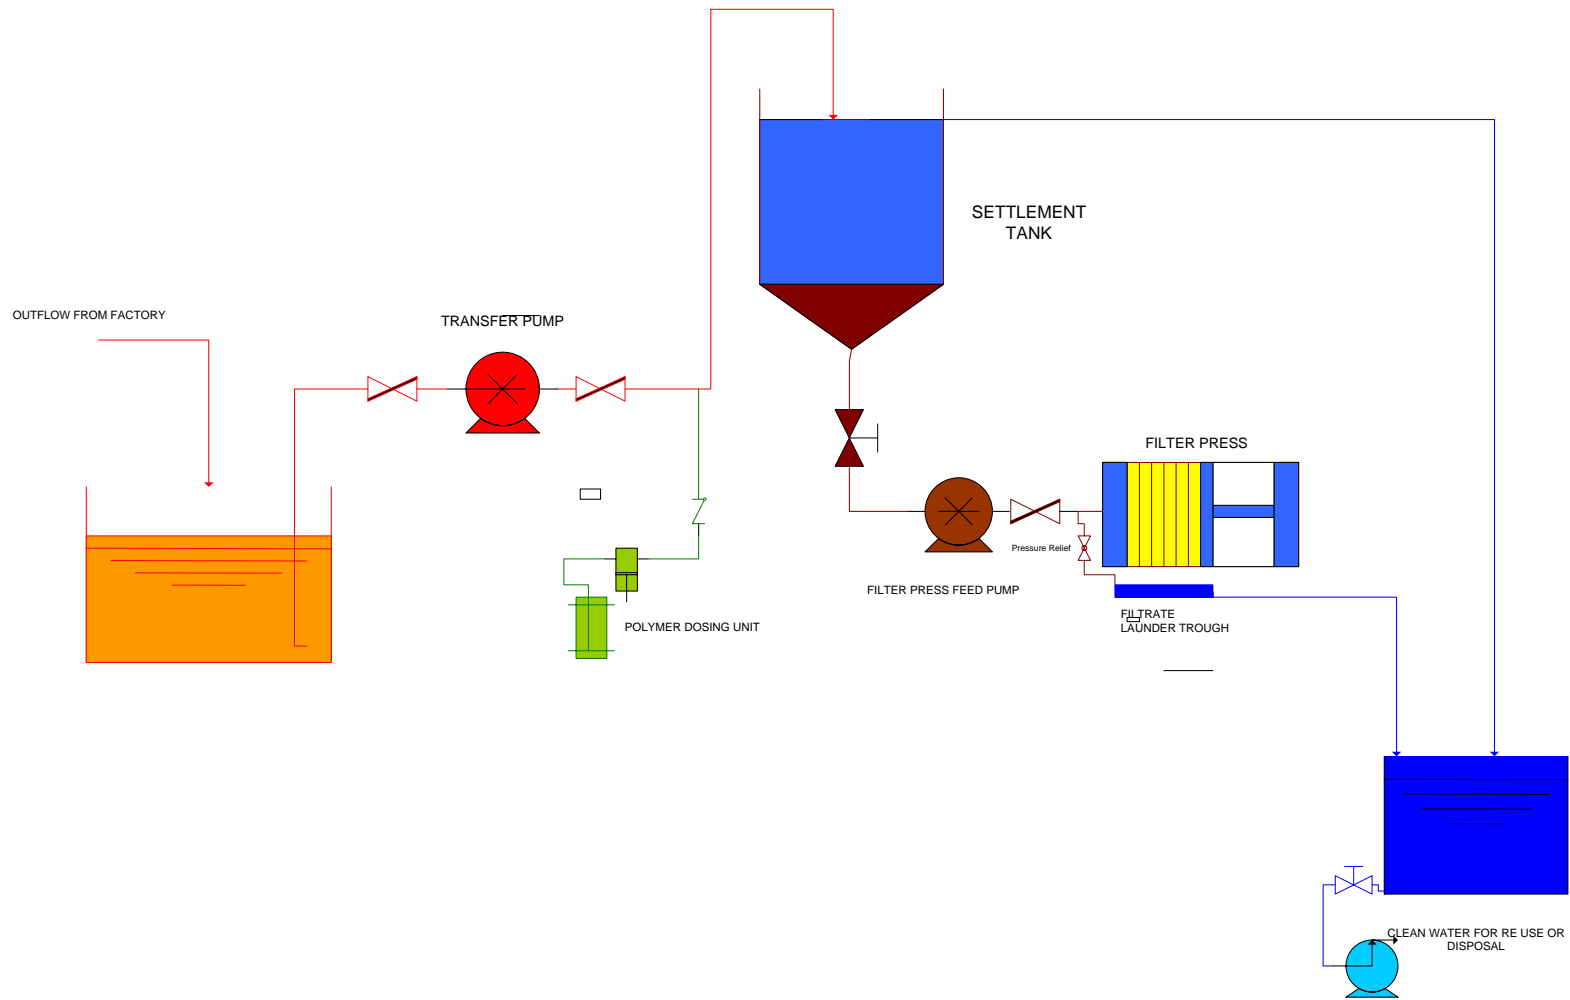 SETTLEMENT
TANK
OUTFLOW FROM FACTORY
TRANSFER PUMP
FILTER PRESS
Pressure Relief
FILTER PRESS FEED PUMP
FILTRATE
LAUNDER TROUGH
POLYMER DOSING UNIT
CLEAN WATER FOR RE USE OR
DISPOSAL